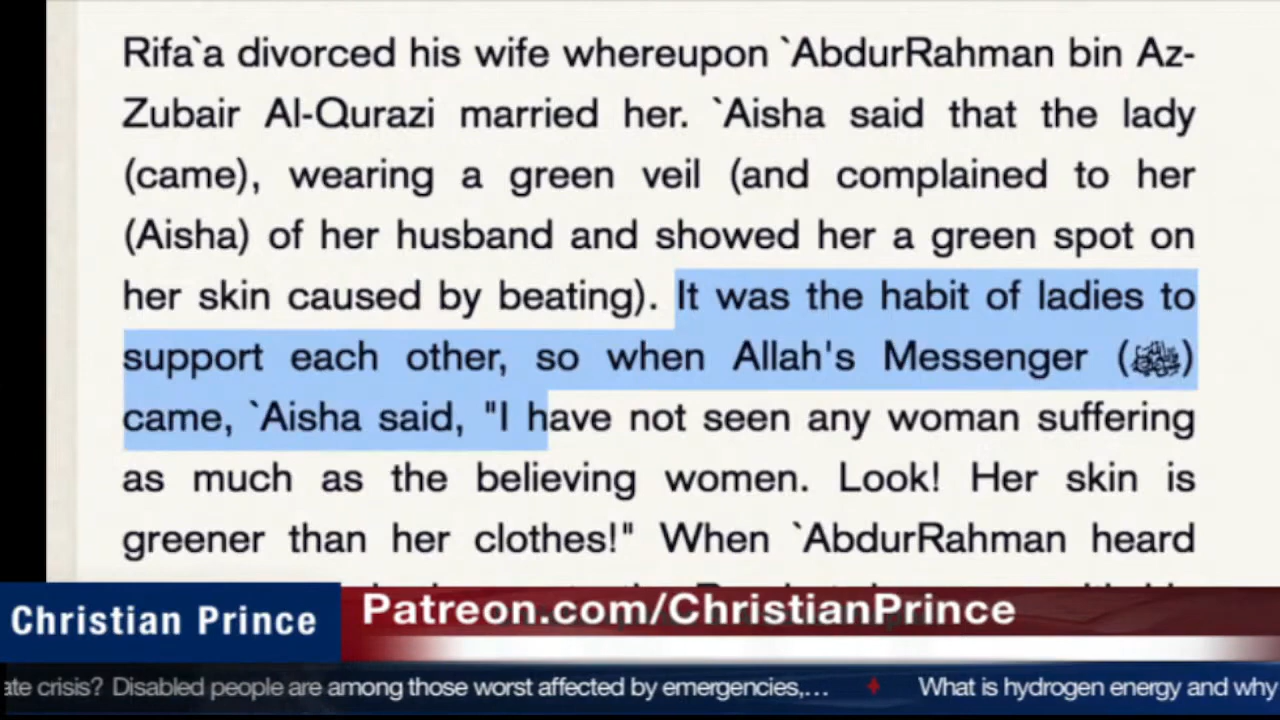 Rifa`a divorced his wife whereupon `AbdurRahman bin Az-
Zubair Al-Qurazi married her. `Aisha said that the lady
(came), wearing a green veil (and complained to her
(Aisha) of her husband and showed her a green spot on
her skin caused by beating). It was the habit of ladies to
support each other, so when Allah's Messenger (ﷺ)
came, `Aisha said, "I have not seen any woman suffering
as much as the believing women. Look! Her skin is
greener than her clothes!" When `AbdurRahman heard
Christian Prince
Patreon.com/ChristianPrince
ate crisis? Disabled people are among those worst affected by emergencies,... ♦ What is hydrogen energy and why